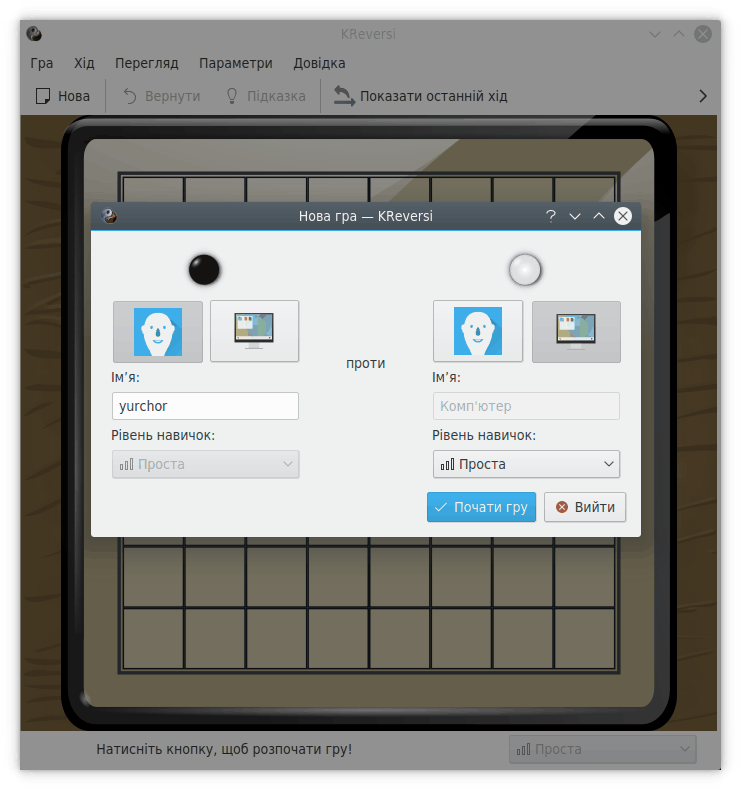 KReversi
Гра Хід Перегляд Параметри Довідка
Нова Вернути Підказка Показати останній хід
Нова гра — KReversi
проти
Ім’я: Ім’я:
yurchor Комп'ютер
Рівень навичок: Рівень навичок:
Проста Проста
Почати гру Вийти
Натисніть кнопку, щоб розпочати гру! Проста